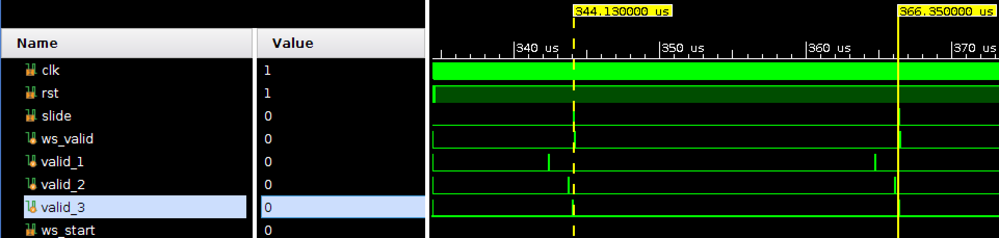 344.130000 us 366.350000 us
Name Value
340 us 350 us 360 us 370 us
clk 1
rst 1
slide 0
ws_valid 0
valid_1 0
valid_2 0
valid_3 0
ws_start 0